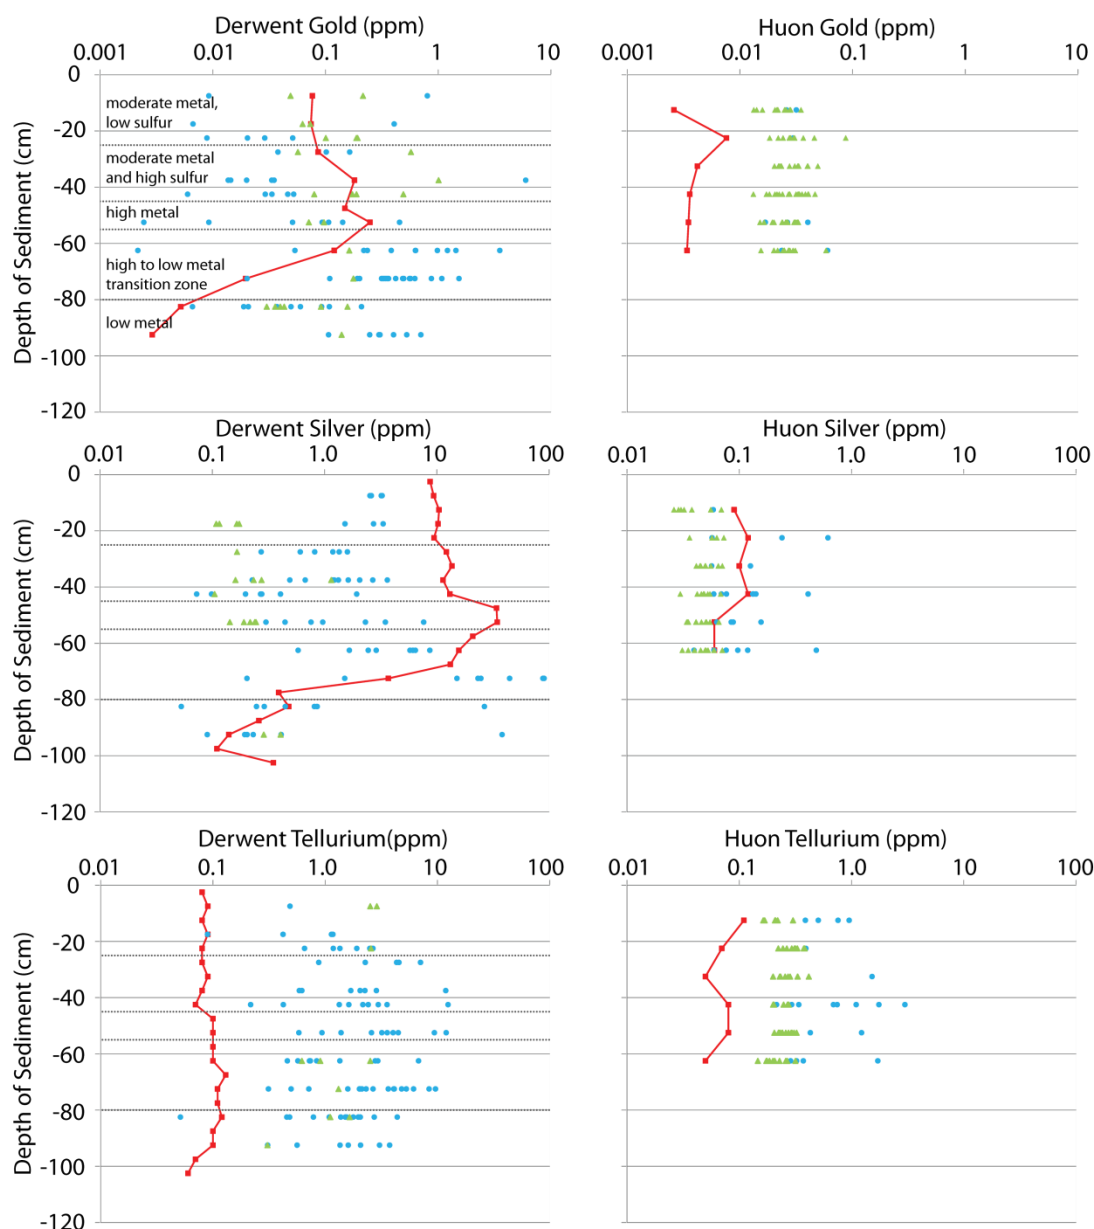 Derwent Gold (ppm)
0.001 0.01 0.1 1 10
Depth of Sediment (cm)
0
-20
-40
-60
-80
-100
-120
moderate metal,
low sulfur
moderate metal
and high sulfur
high metal
high to low metal
transition zone
low metal
Huon Gold (ppm)
0.001 0.01 0.1 1 10
Derwent Silver (ppm)
0.01 0.1 1.0 10 100
Depth of Sediment (cm)
0
-20
-40
-60
-80
-100
-120
Huon Silver (ppm)
0.01 0.1 1.0 10 100
Derwent Tellurium(ppm)
0.01 0.1 1.0 10 100
Depth of Sediment (cm)
0
-20
-40
-60
-80
-100
-120
Huon Tellurium (ppm)
0.01 0.1 1.0 10 100